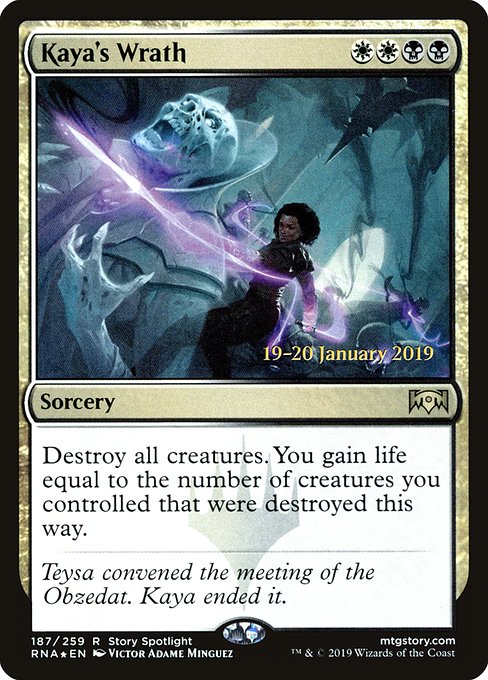 Kaya's Wrath
19–20 January 2019
Sorcery
Destroy all creatures. You gain life
equal to the number of creatures you
controlled that were destroyed this
way.
Teysa convened the meeting of the
Obzedat. Kaya ended it.
187/259 R Story Spotlight
mtgstory.com
RNA★EN Victor Adame Minguez
™ & © 2019 Wizards of the Coast